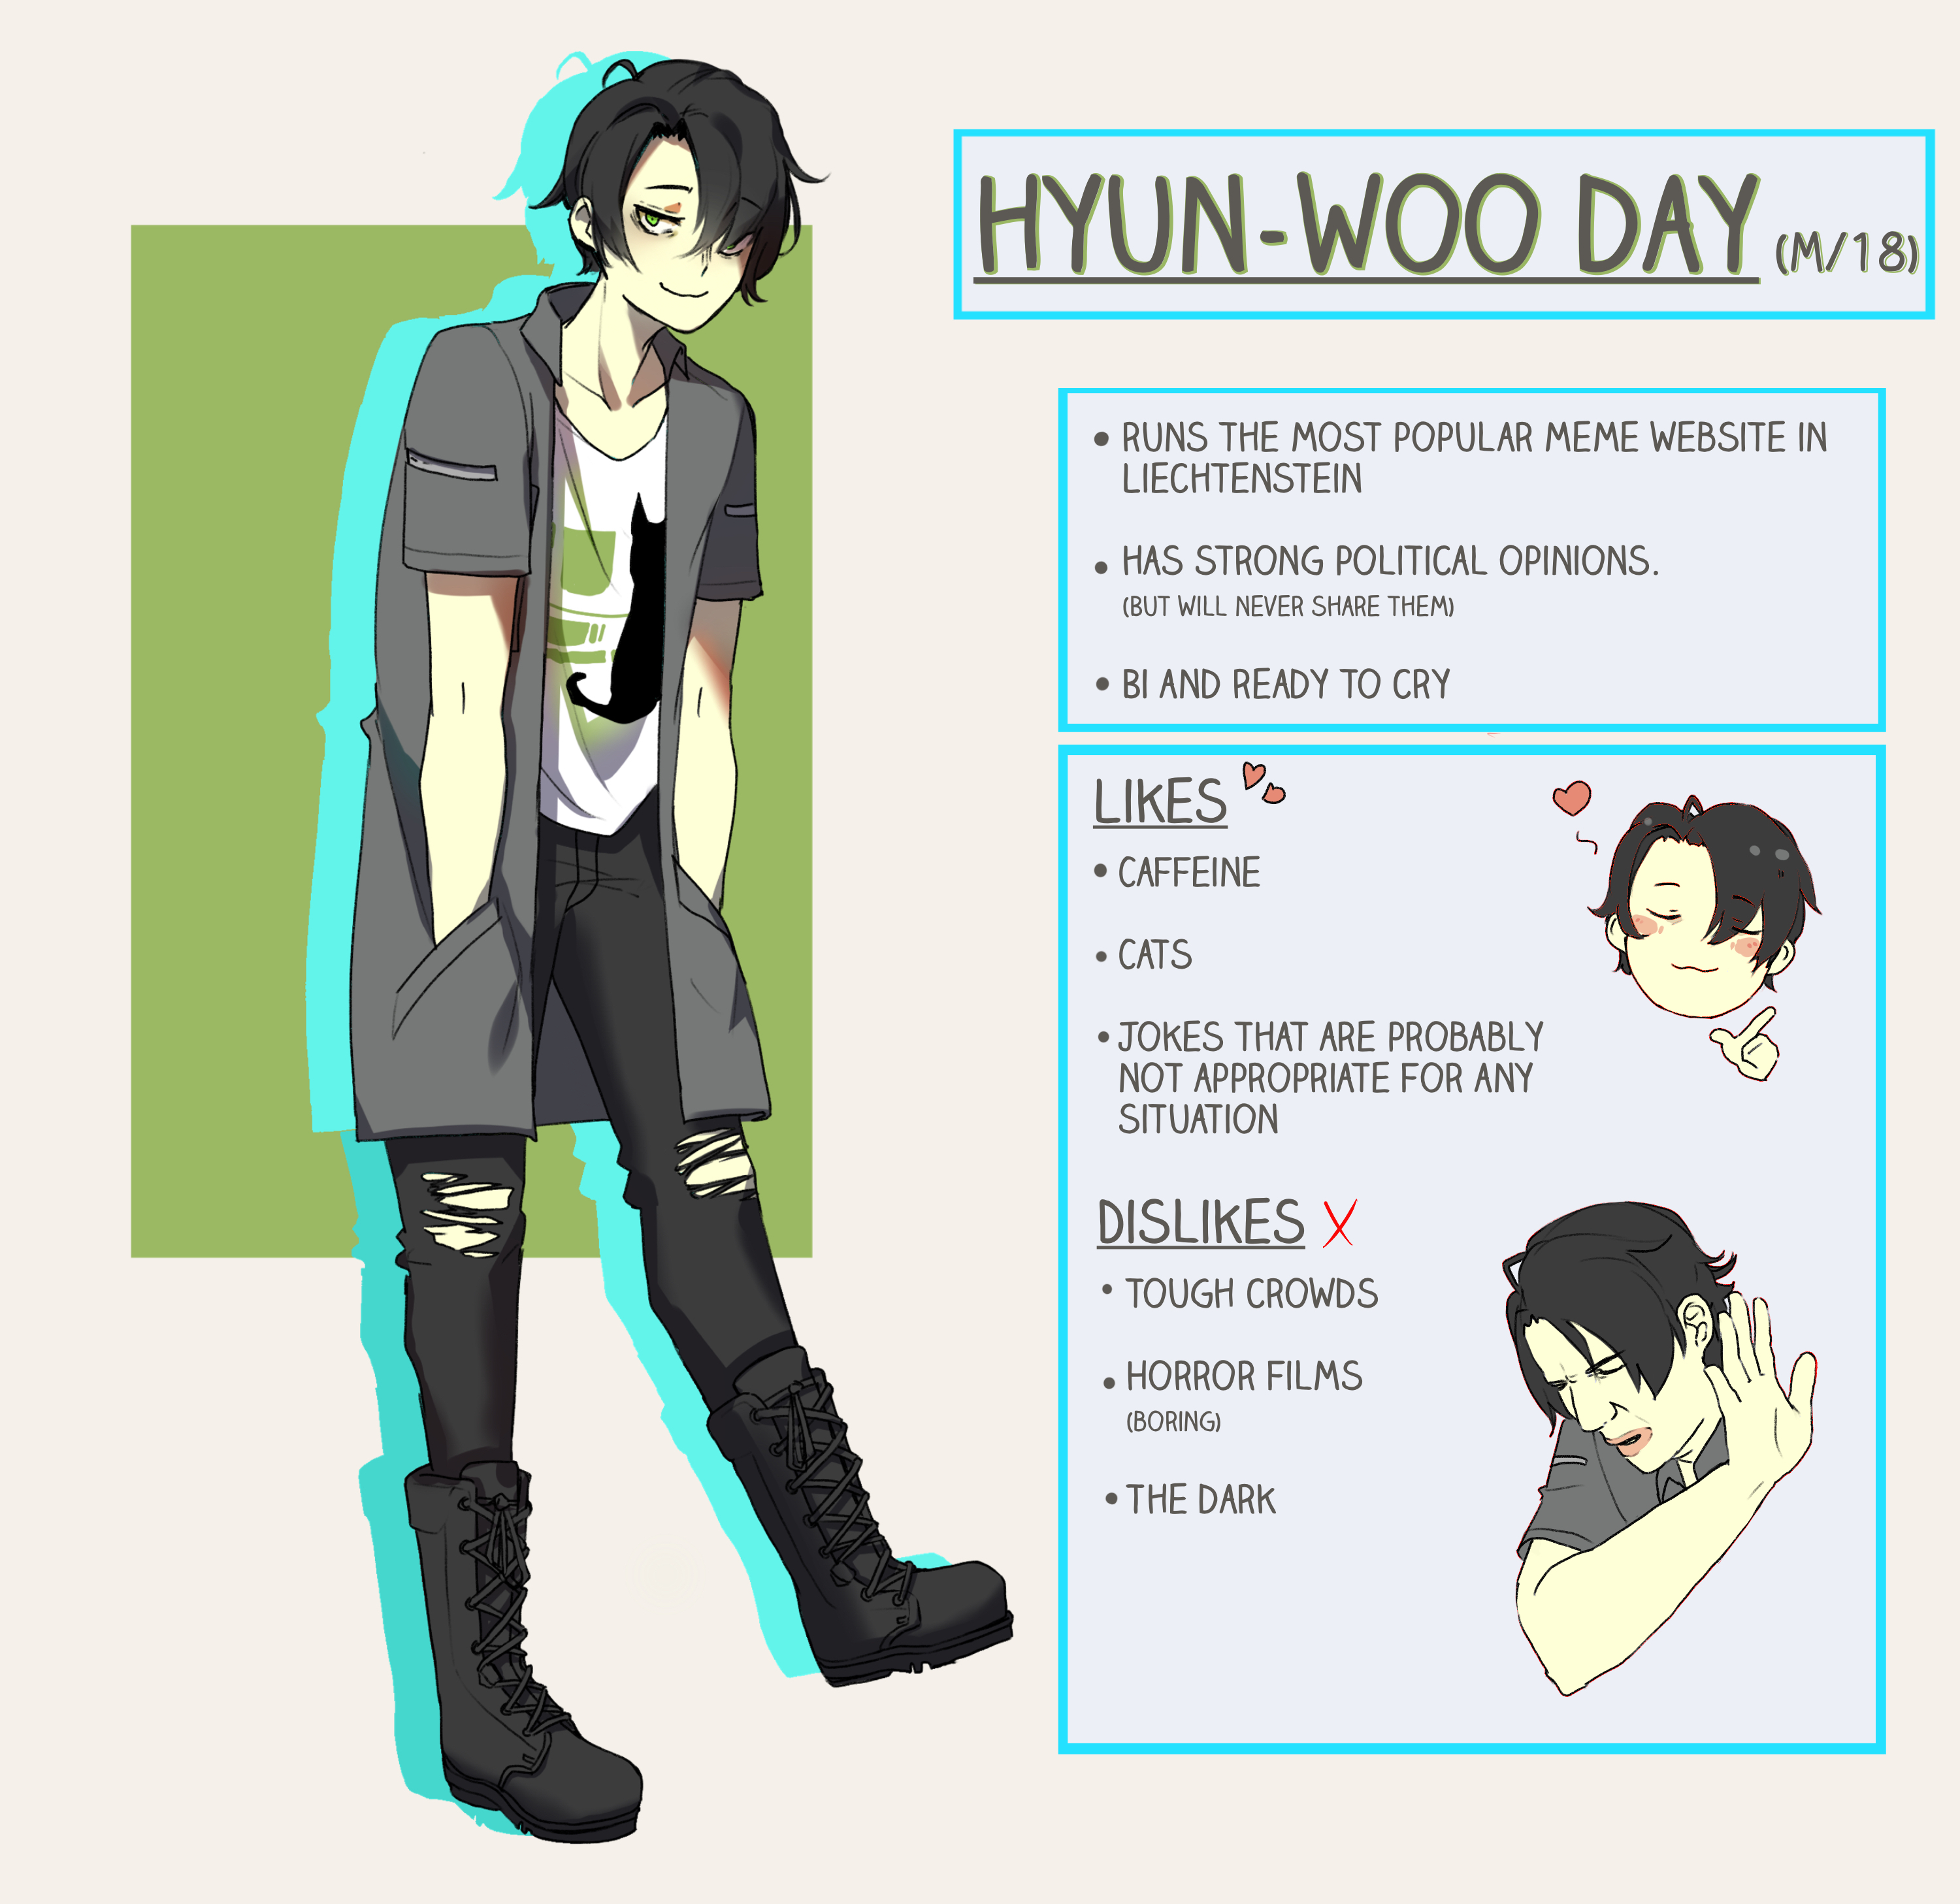 HYUN-WOO DAY (M/18)
• RUNS THE MOST POPULAR MEME WEBSITE IN
LIECHTENSTEIN
• HAS STRONG POLITICAL OPINIONS.
(BUT WILL NEVER SHARE THEM)
• BI AND READY TO CRY
LIKES
• CAFFEINE
• CATS
• JOKES THAT ARE PROBABLY
NOT APPROPRIATE FOR ANY
SITUATION
DISLIKES X
• TOUGH CROWDS
• HORROR FILMS
(BORING)
• THE DARK